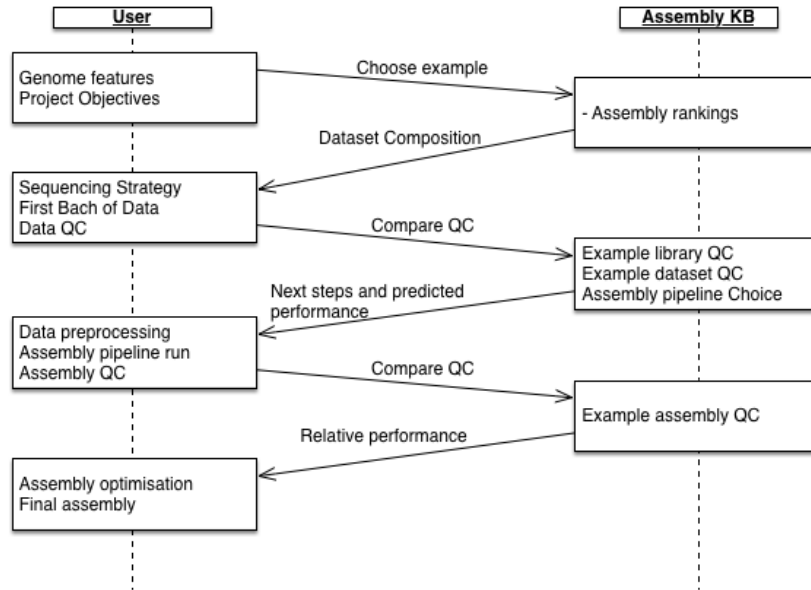 User
Assembly KB
Genome features
Project Objectives
Choose example
- Assembly rankings
Dataset Composition
Sequencing Strategy
First Bach of Data
Data QC
Compare QC
Example library QC
Example dataset QC
Assembly pipeline Choice
Next steps and predicted
performance
Data preprocessing
Assembly pipeline run
Assembly QC
Compare QC
Example assembly QC
Relative performance
Assembly optimisation
Final assembly